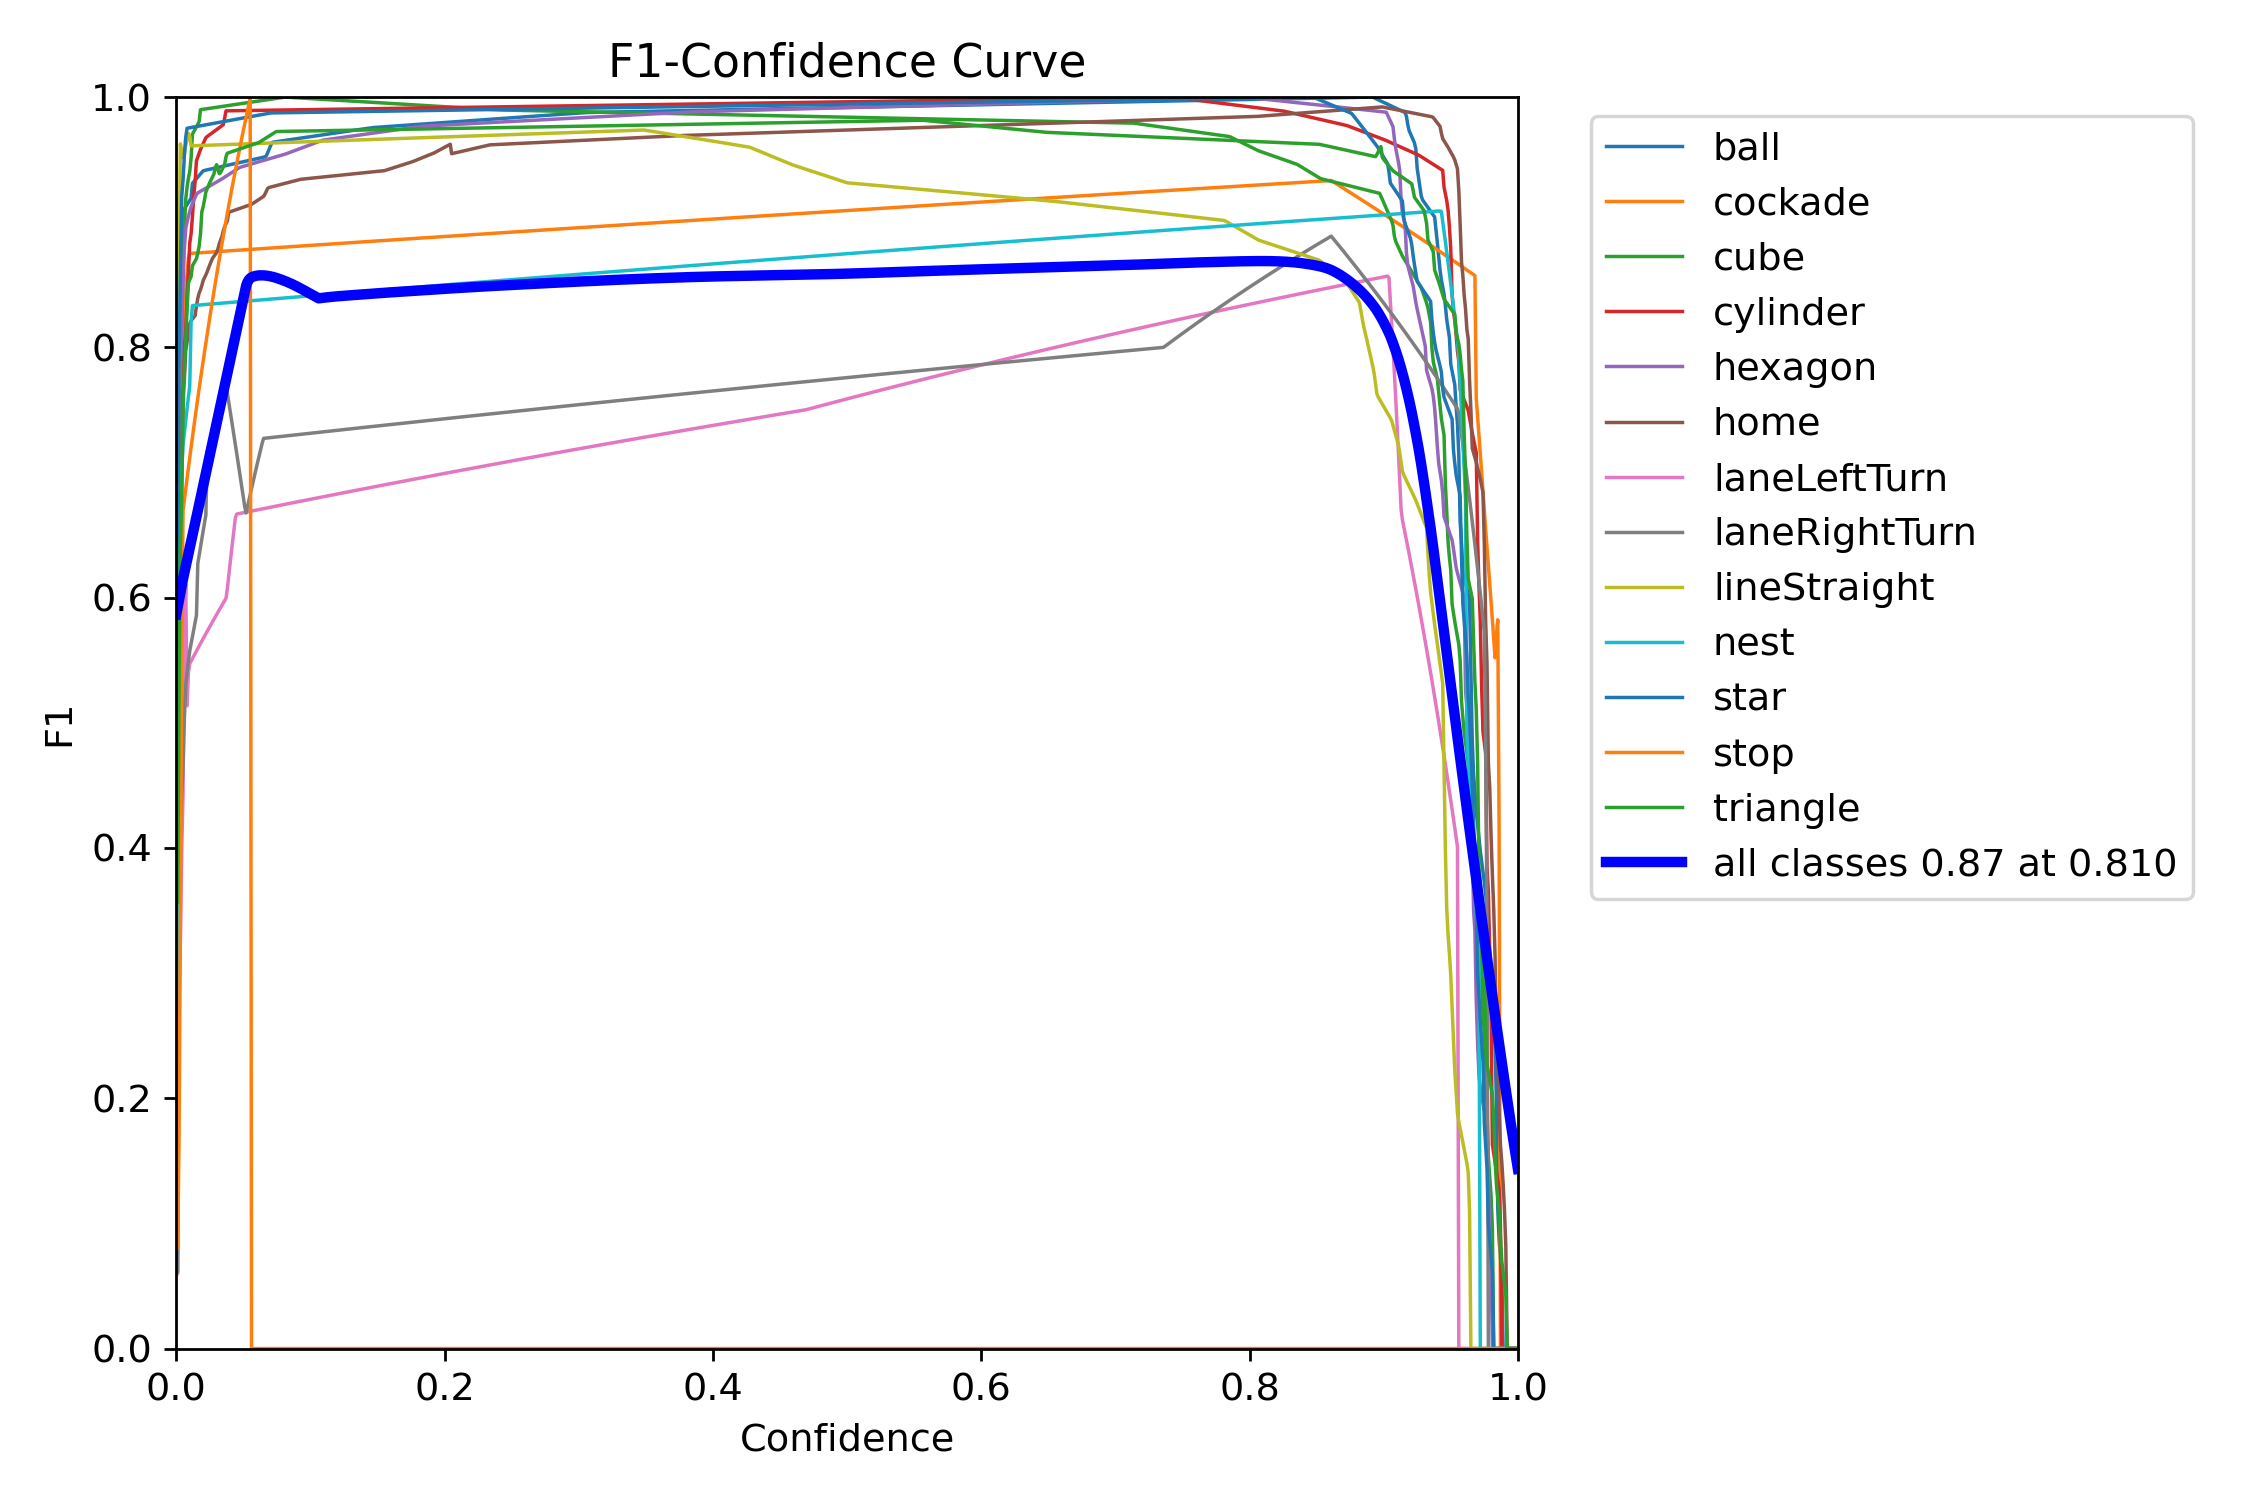 F1-Confidence Curve
1.0
0.8
0.6
0.4
0.2
0.0
F1
0.0 0.2 0.4 0.6 0.8 1.0
Confidence
ball
cockade
cube
cylinder
hexagon
home
laneLeftTurn
laneRightTurn
lineStraight
nest
star
stop
triangle
all classes 0.87 at 0.810